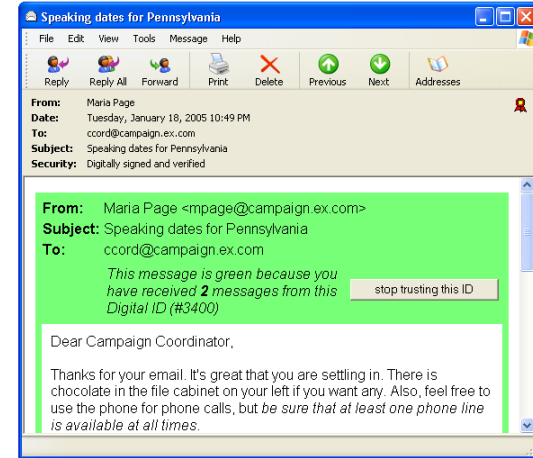 Speaking dates for Pennsylvania
File Edit View Tools Message Help
Reply Reply All Forward Print Delete Previous Next Addresses
From: Maria Page
Date: Tuesday, January 18, 2005 10:49 PM
To: ccord@campaign.ex.com
Subject: Speaking dates for Pennsylvania
Security: Digitally signed and verified
From: Maria Page <mpage@campaign.ex.com>
Subject: Speaking dates for Pennsylvania
To: ccord@campaign.ex.com
This message is green because you
have received 2 messages from this
Digital ID (#3400)
stop trusting this ID
Dear Campaign Coordinator,
Thanks for your email. It's great that you are settling in. There is
chocolate in the file cabinet on your left if you want any. Also, feel free to
use the phone for phone calls, but be sure that at least one phone line
is available at all times.